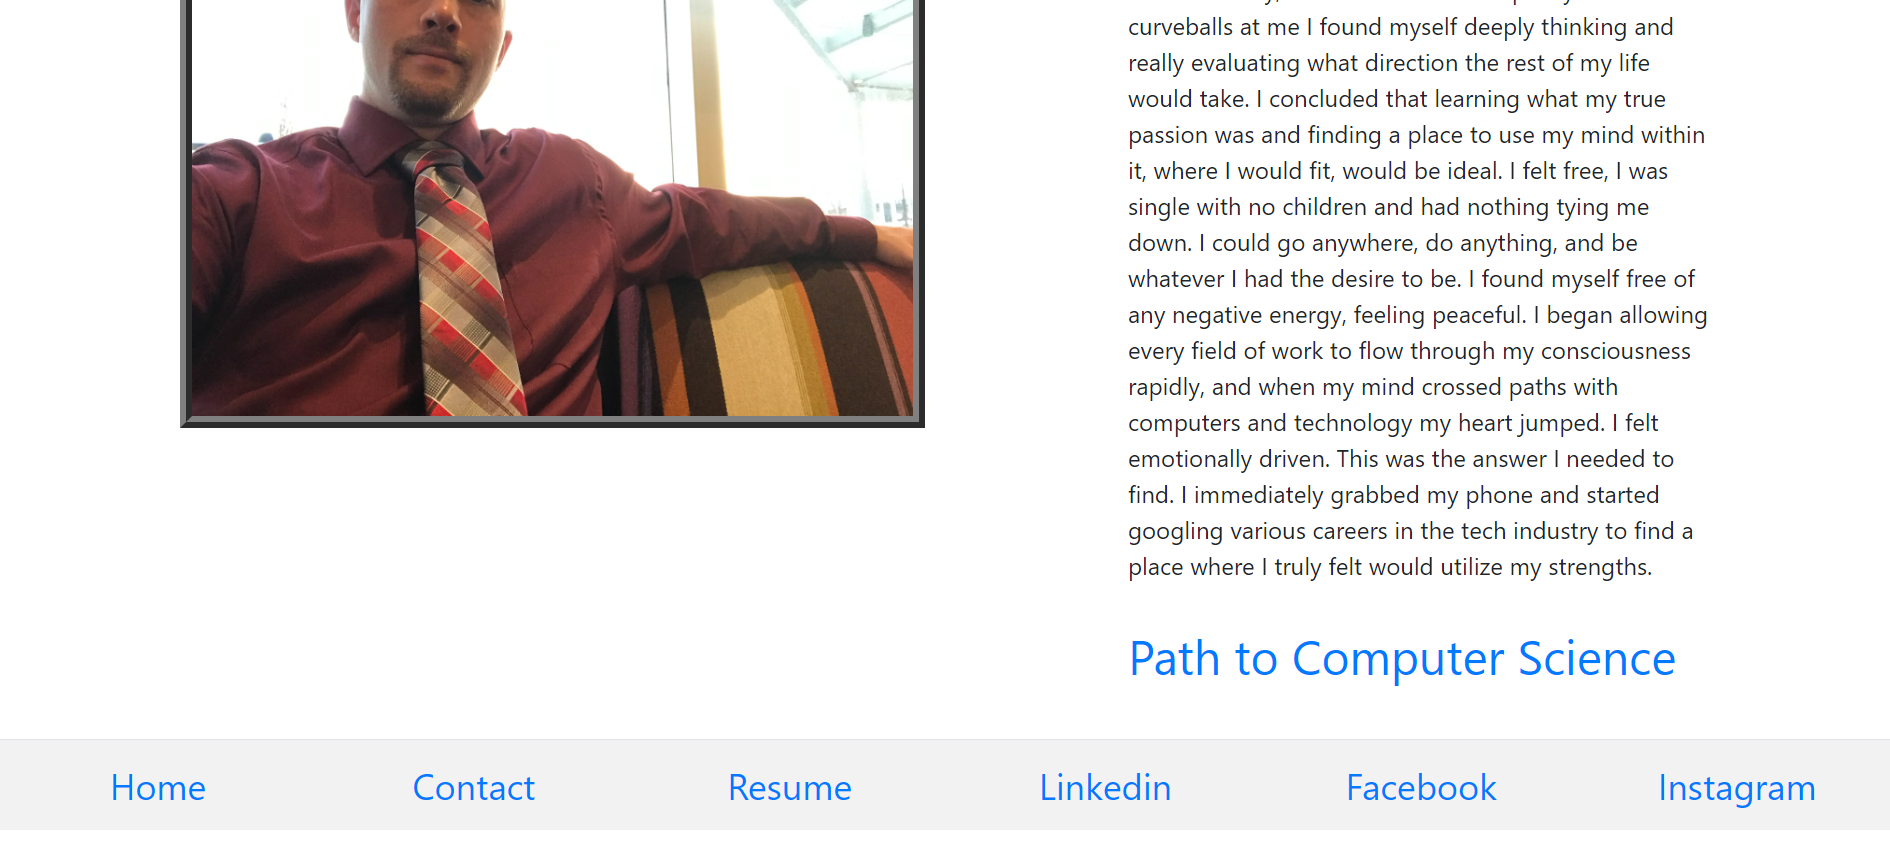 curveballs at me I found myself deeply thinking and
really evaluating what direction the rest of my life
would take. I concluded that learning what my true
passion was and finding a place to use my mind within
it, where I would fit, would be ideal. I felt free, I was
single with no children and had nothing tying me
down. I could go anywhere, do anything, and be
whatever I had the desire to be. I found myself free of
any negative energy, feeling peaceful. I began allowing
every field of work to flow through my consciousness
rapidly, and when my mind crossed paths with
computers and technology my heart jumped. I felt
emotionally driven. This was the answer I needed to
find. I immediately grabbed my phone and started
googling various careers in the tech industry to find a
place where I truly felt would utilize my strengths.
Path to Computer Science
Home Contact Resume Linkedin Facebook Instagram